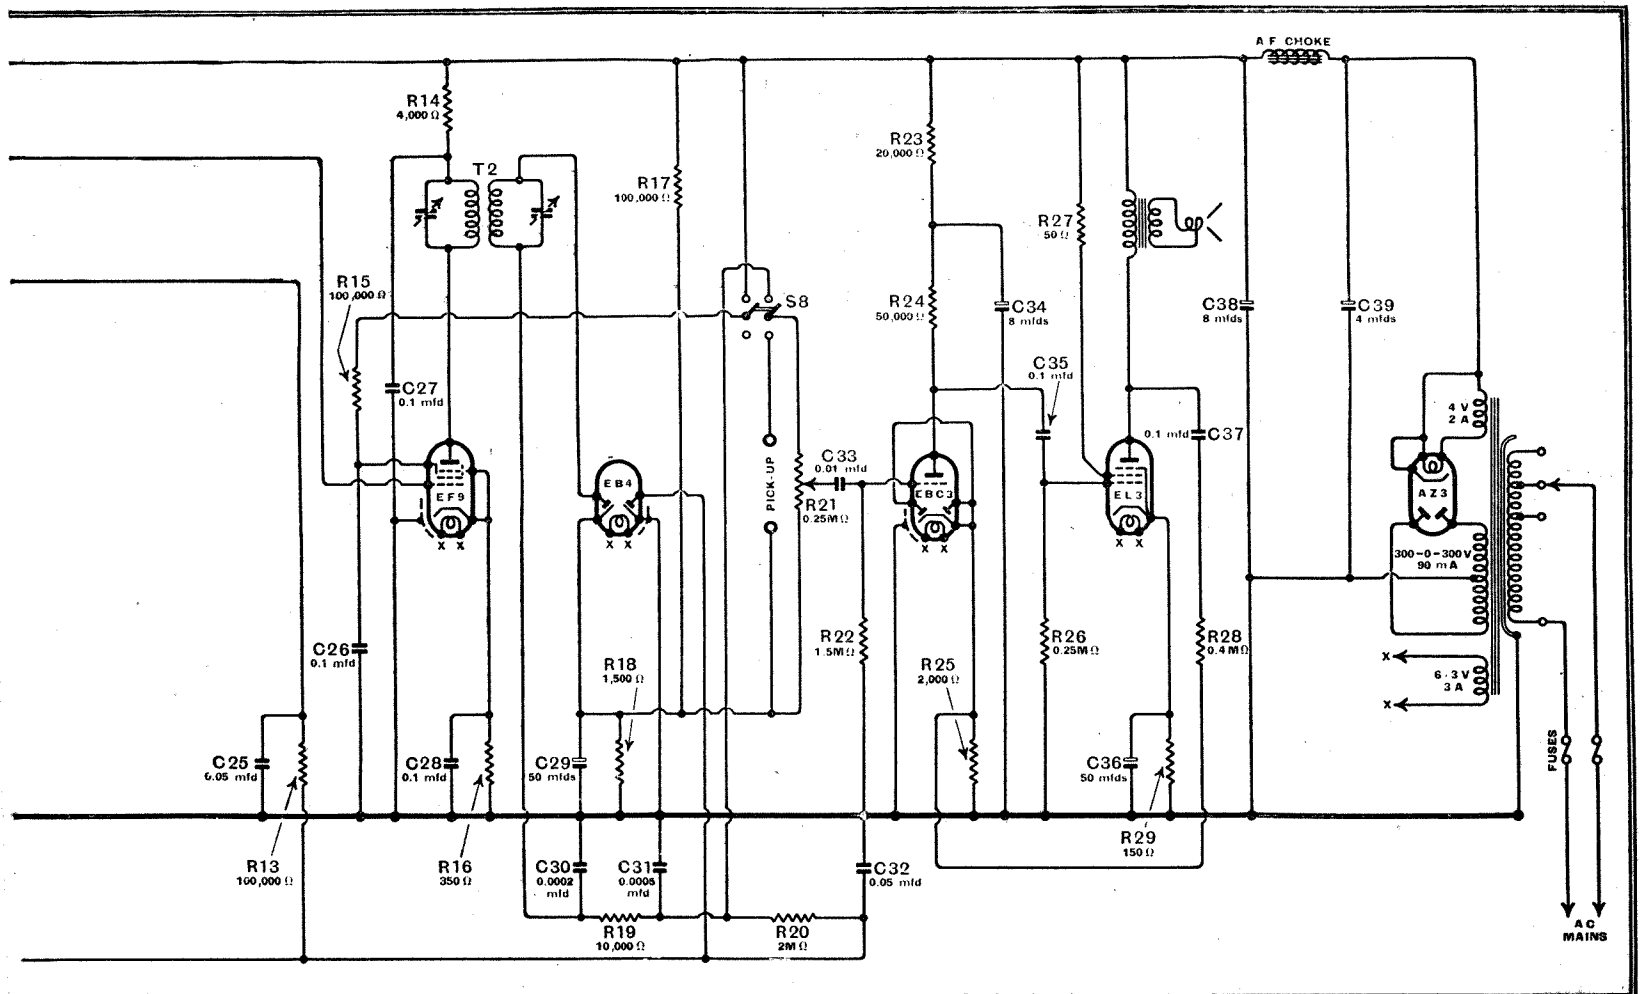 A F CHOKE
R14
4,000 Ω
T2
R17
100,000 Ω
R23
20,000 Ω
R27
50 Ω
R15
100,000 Ω
S8
R24
50,000 Ω
C34
8 mfds
C38
8 mfds
C39
4 mfds
C27
0.1 mfd
C35
0.1 mfd
0.1 mfd
C37
4 V
2 A
C33
0.01 mfd
PICK-UP
R21
0.25MΩ
EF9
EB4
EBC3
EL3
AZ3
X X
X X
X X
X X
300-0-300V
90 mA
C26
0.1 mfd
R22
1.5MΩ
R18
1,500 Ω
R25
2,000 Ω
R26
0.25MΩ
R28
0.4MΩ
X
6·3 V
3 A
X
FUSES
C25
0.05 mfd
C28
0.1 mfd
C29
50 mfds
C36
50 mfds
R13
100,000 Ω
R16
350Ω
C30
0.0002
mfd
C31
0.0005
mfd
C32
0.05 mfd
R29
150 Ω
R19
10,000 Ω
R20
2M Ω
AC
MAINS